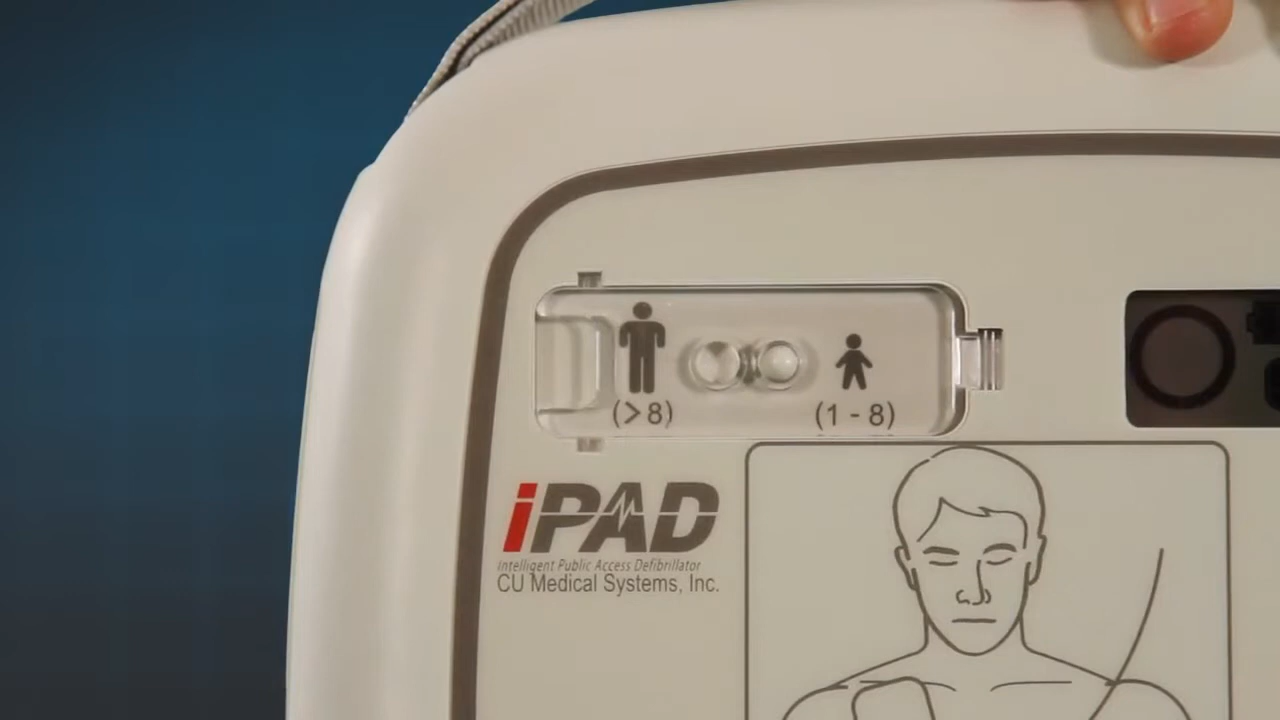 (>8)
(1 - 8)
iPAD
Intelligent Public Access Defibrillator
CU Medical Systems, Inc.